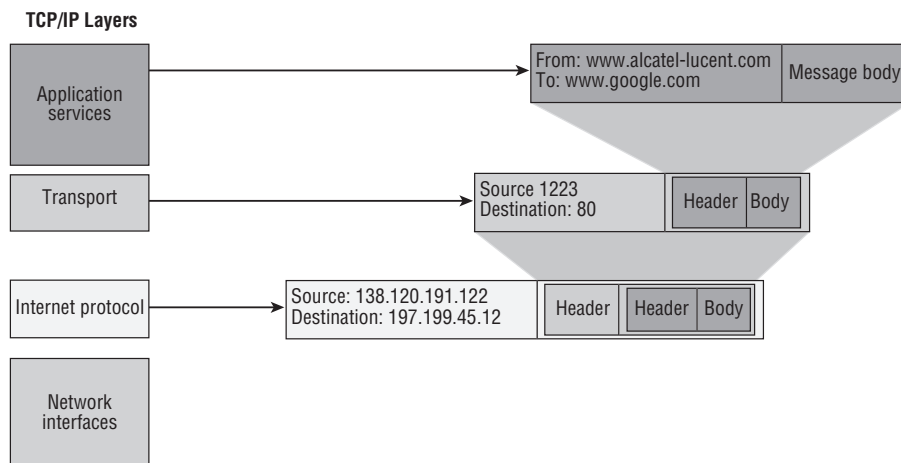 TCP/IP Layers
Application
services
From: www.alcatel-lucent.com
To: www.google.com
Message body
Transport
Source 1223
Destination: 80
Header
Body
Internet protocol
Source: 138.120.191.122
Destination: 197.199.45.12
Header
Header
Body
Network
interfaces